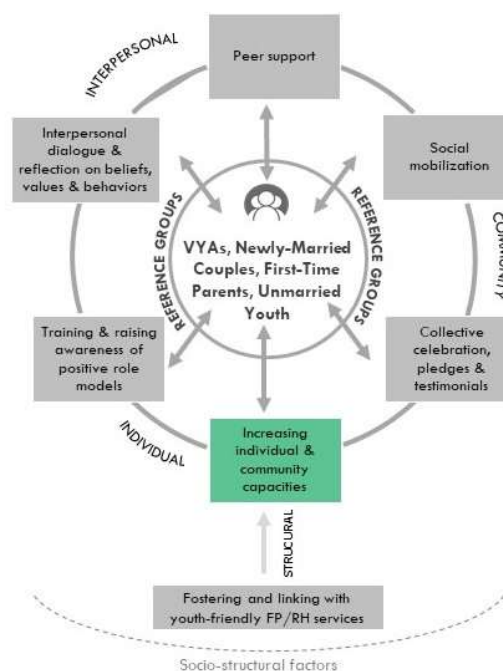 INTERPERSONAL
Peer support
Interpersonal
dialogue &
reflection on beliefs,
values & behaviors
Social
mobilization
REFERENCE GROUPS
REFERENCE GROUPS
COMMUNITY
VYAs, Newly-Married
Couples, First-Time
Parents, Unmarried
Youth
Training & raising
awareness of
positive role
models
Collective
celebration,
pledges &
testimonials
INDIVIDUAL
Increasing
individual &
community
capacities
STRUCURAL
Fostering and linking with
youth-friendly FP/RH services
Socio-structural factors